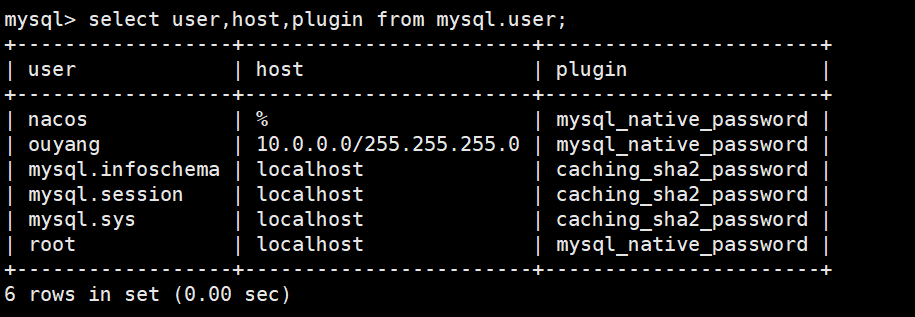 mysql> select user,host,plugin from mysql.user;
+------------------+------------------------+-----------------------+
| user             | host                   | plugin                |
+------------------+------------------------+-----------------------+
| nacos            | %                      | mysql_native_password |
| ouyang           | 10.0.0.0/255.255.255.0 | mysql_native_password |
| mysql.infoschema | localhost              | caching_sha2_password |
| mysql.session    | localhost              | caching_sha2_password |
| mysql.sys        | localhost              | caching_sha2_password |
| root             | localhost              | mysql_native_password |
+------------------+------------------------+-----------------------+
6 rows in set (0.00 sec)